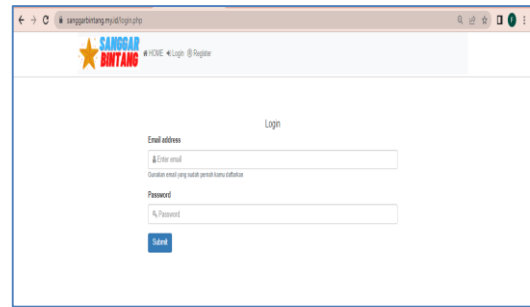 sanggarbintang.my.id/login.php
SANGGAR
BINTANG
HOME Login Register
Login
Email address
Enter email
Gunakan email yang sudah pernah kamu daftarkan
Password
Password
Submit